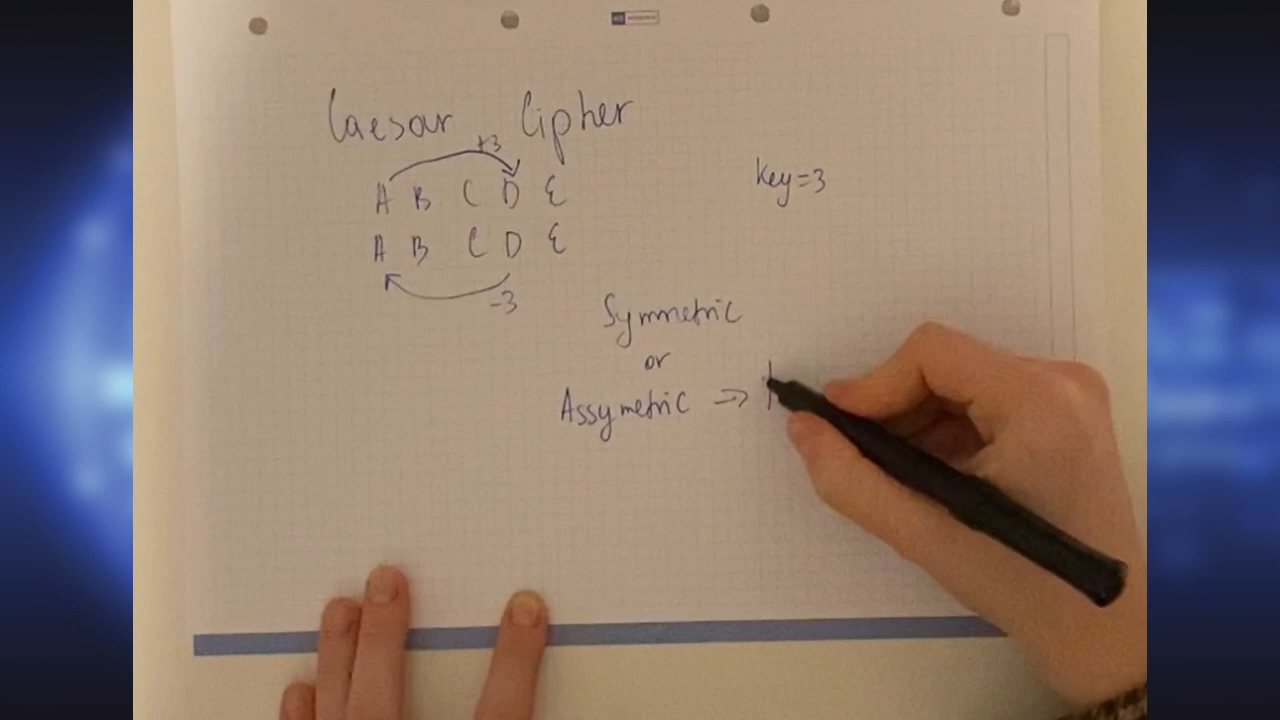 Caesar Cipher
+3
A B C D E
key=3
A B C D E
-3
Symmetric
or
Assymetric =>